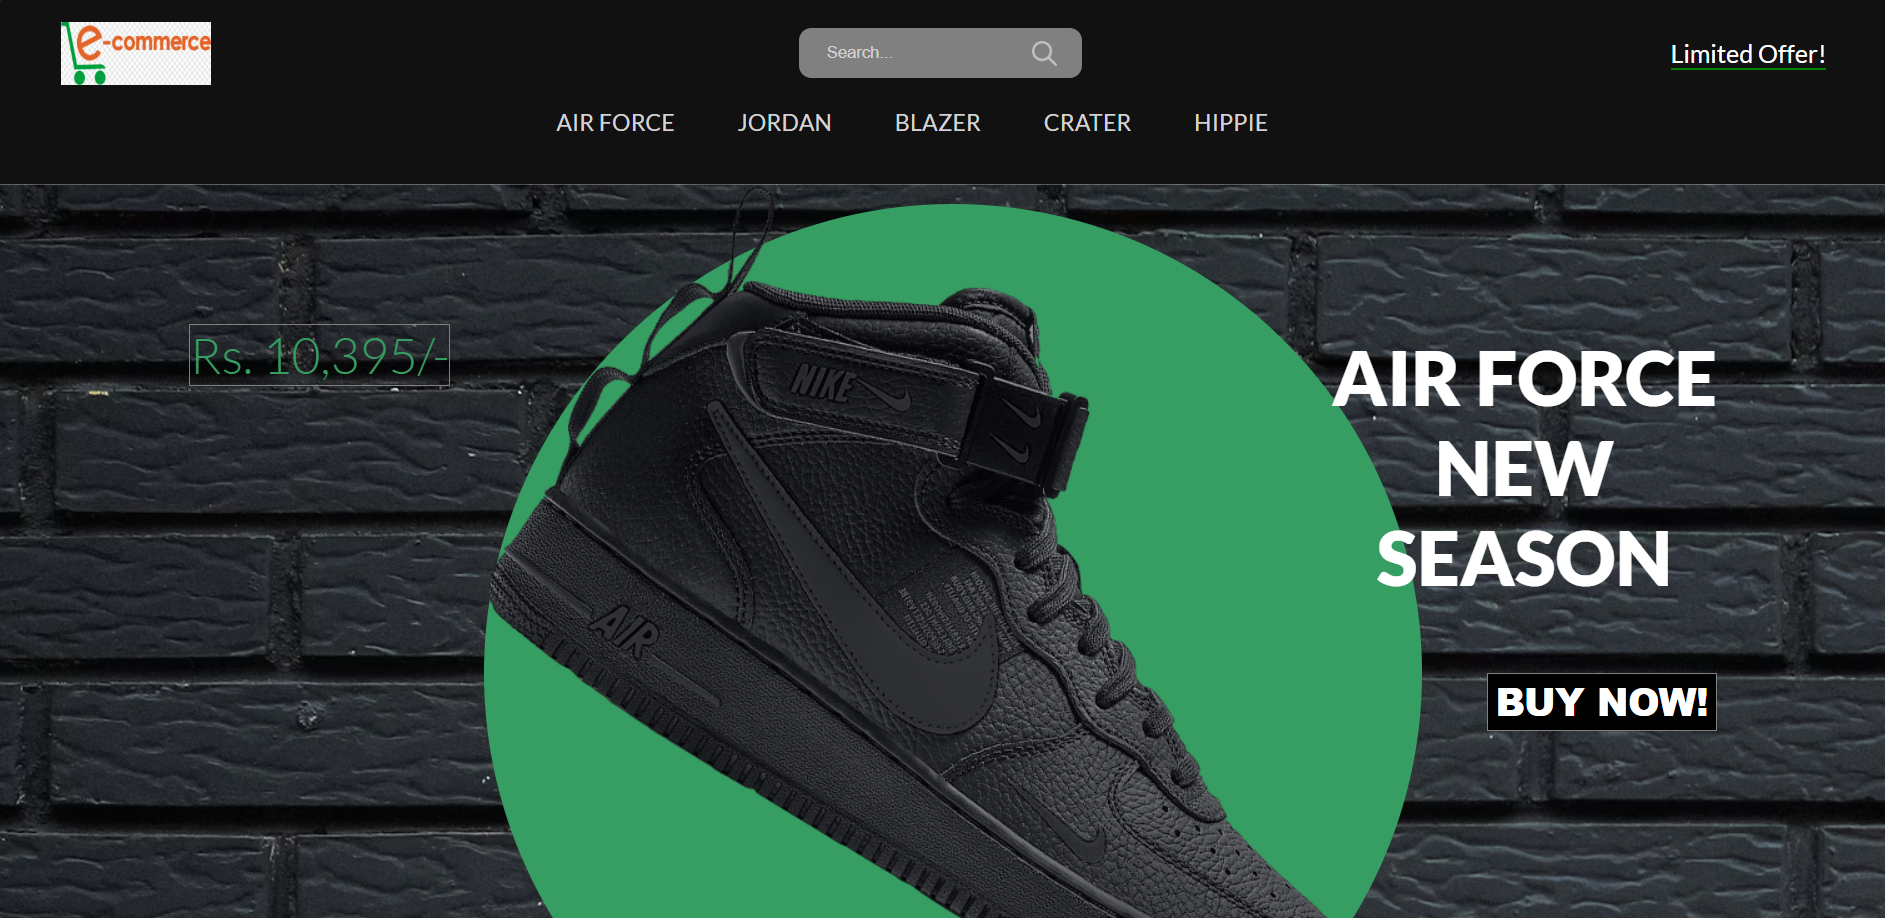 e-commerce
Search...
Limited Offer!
AIR FORCE JORDAN BLAZER CRATER HIPPIE
Rs. 10,395/-
NIKE
AIR FORCE
NEW
SEASON
AIR
BUY NOW!